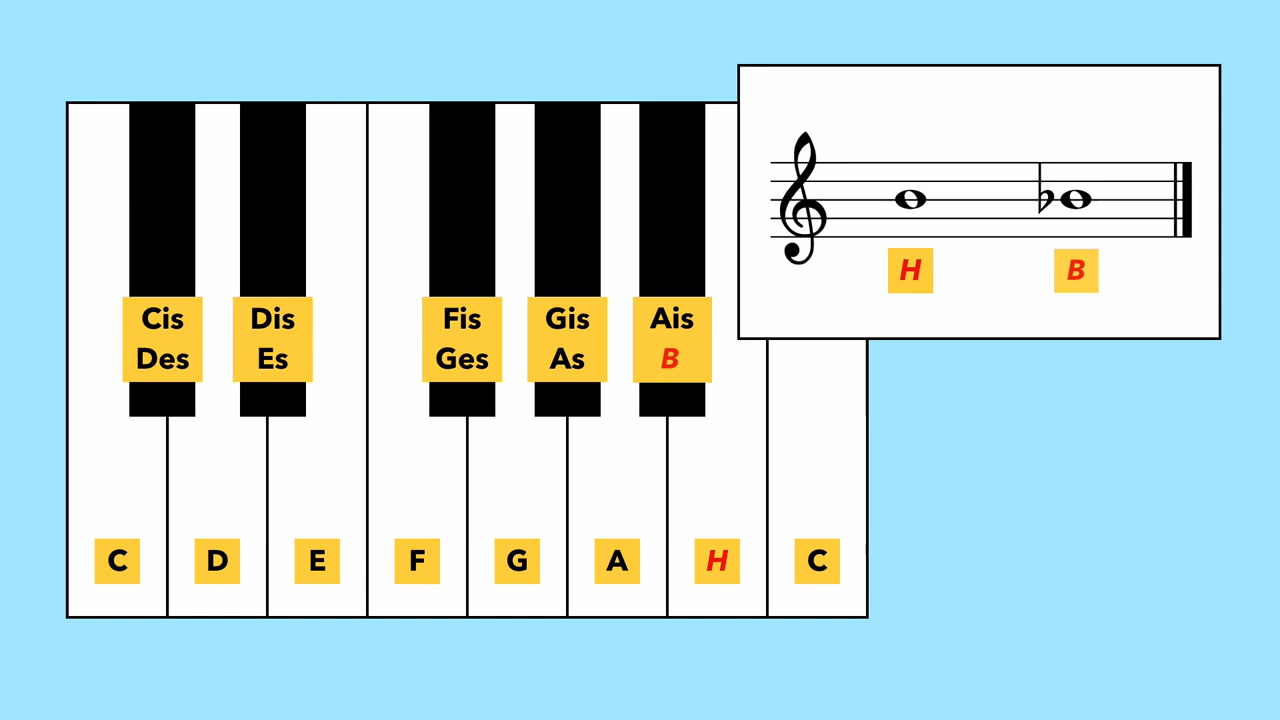 H B
Cis Dis Fis Gis Ais
Des Es Ges As B
C D E F G A H C